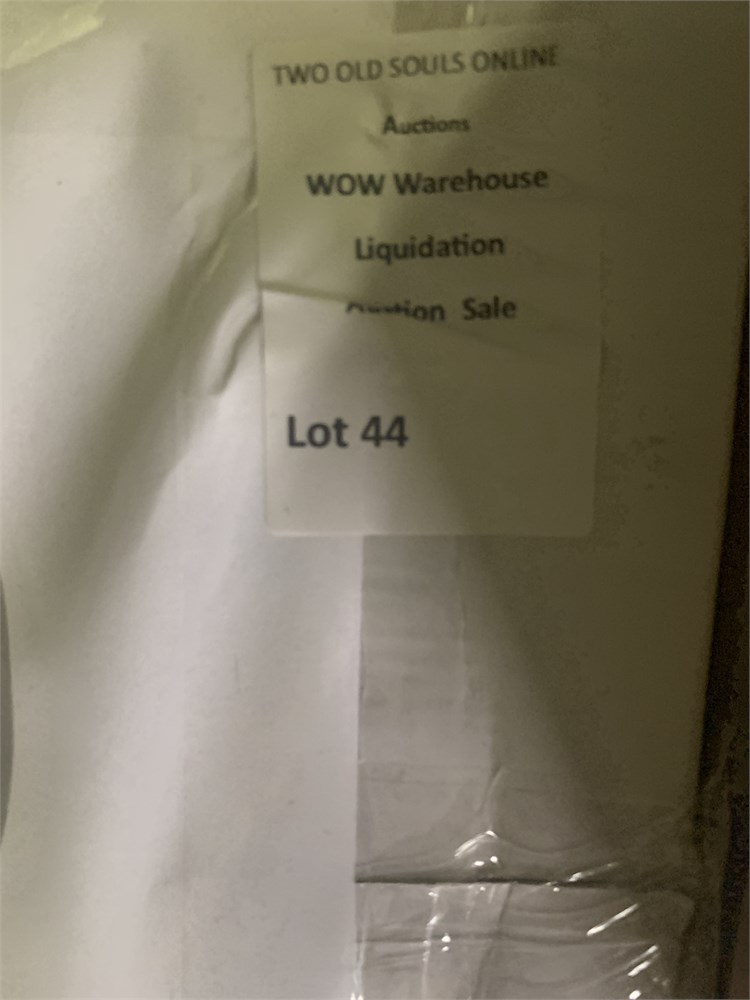 TWO OLD SOULS ONLINE
Auctions
WOW Warehouse
Liquidation
Sale
Lot 44